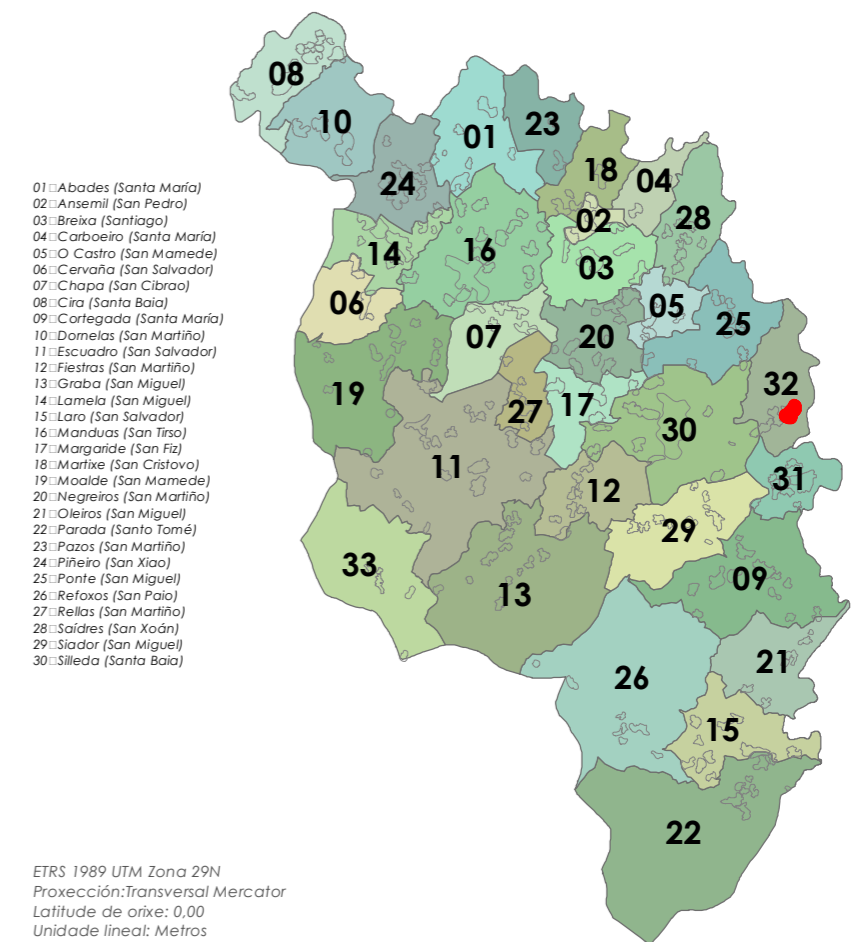 08
10
01
23
24
18
04
02
28
14
16
03
06
05
25
07
20
32
19
17
27
30
11
31
12
29
33
13
09
21
26
15
22
01□Abades (Santa María)
02□Ansemil (San Pedro)
03□Breixa (Santiago)
04□Carboeiro (Santa María)
05□O Castro (San Mamede)
06□Cervaña (San Salvador)
07□Chapa (San Cibrao)
08□Cira (Santa Baia)
09□Cortegada (Santa María)
10□Dornelas (San Martiño)
11□Escuadro (San Salvador)
12□Fiestras (San Martiño)
13□Graba (San Miguel)
14□Lamela (San Miguel)
15□Laro (San Salvador)
16□Manduas (San Tirso)
17□Margaride (San Fiz)
18□Martixe (San Cristovo)
19□Moalde (San Mamede)
20□Negreiros (San Martiño)
21□Oleiros (San Miguel)
22□Parada (Santo Tomé)
23□Pazos (San Martiño)
24□Piñeiro (San Xiao)
25□Ponte (San Miguel)
26□Refoxos (San Paio)
27□Rellas (San Martiño)
28□Saídres (San Xoán)
29□Siador (San Miguel)
30□Silleda (Santa Baia)
ETRS 1989 UTM Zona 29N
Proxección:Transversal Mercator
Latitude de orixe: 0,00
Unidade lineal: Metros